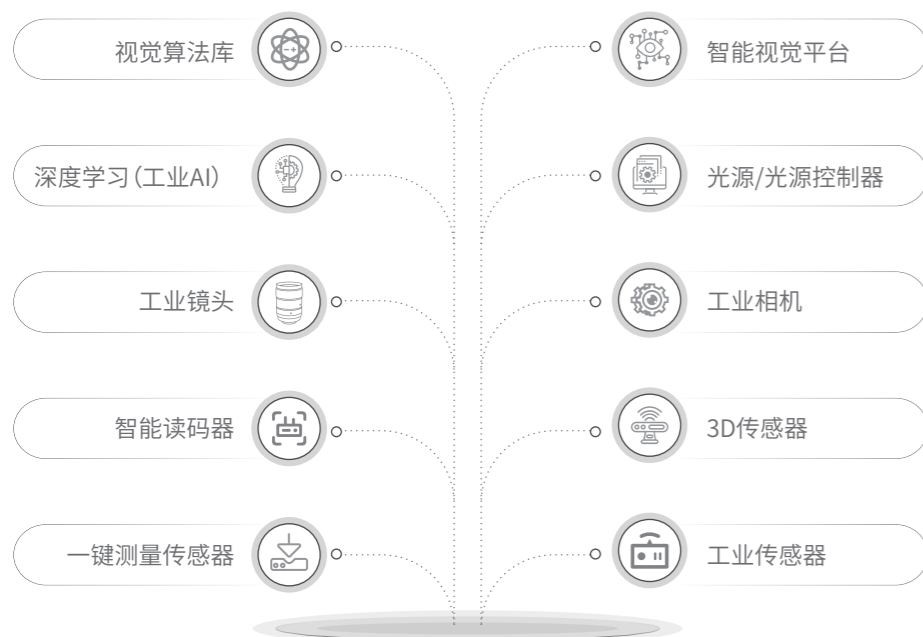 视觉算法库
智能视觉平台
深度学习（工业AI）
光源/光源控制器
工业镜头
工业相机
智能读码器
3D传感器
一键测量传感器
工业传感器